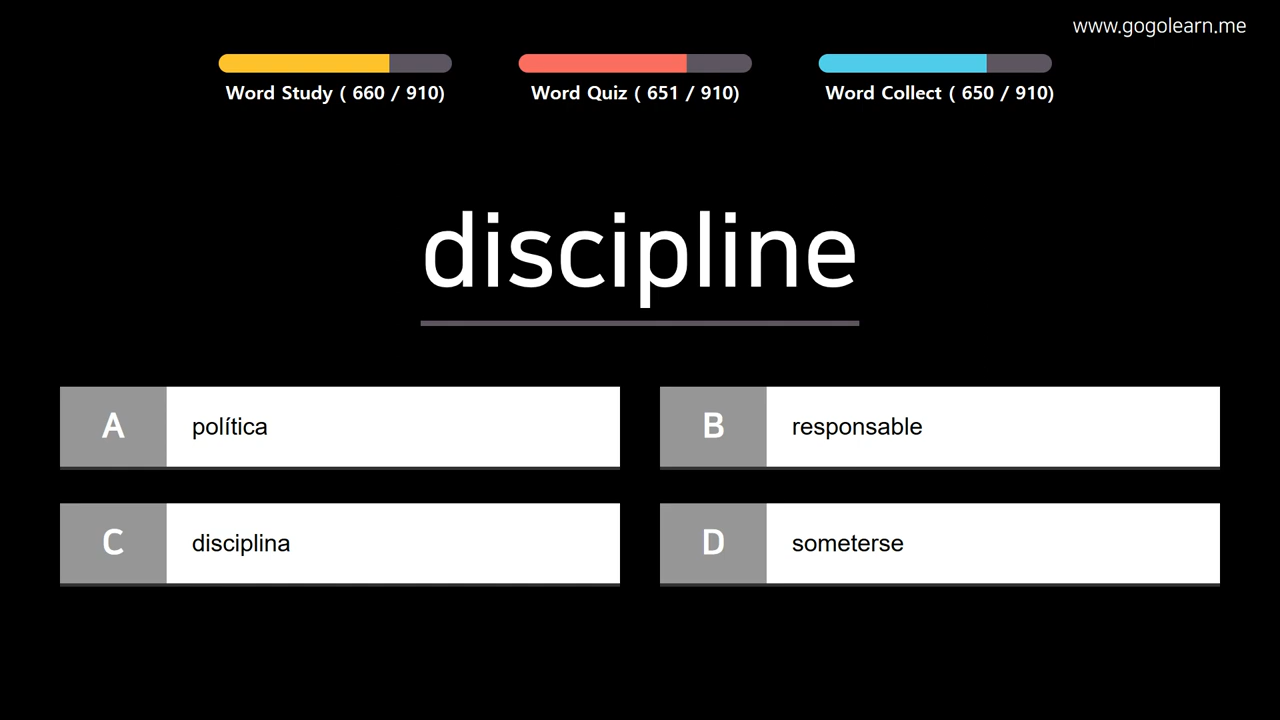 www.gogolearn.me
Word Study ( 660 / 910)
Word Quiz ( 651 / 910)
Word Collect ( 650 / 910)
discipline
A política
B responsable
C disciplina
D someterse